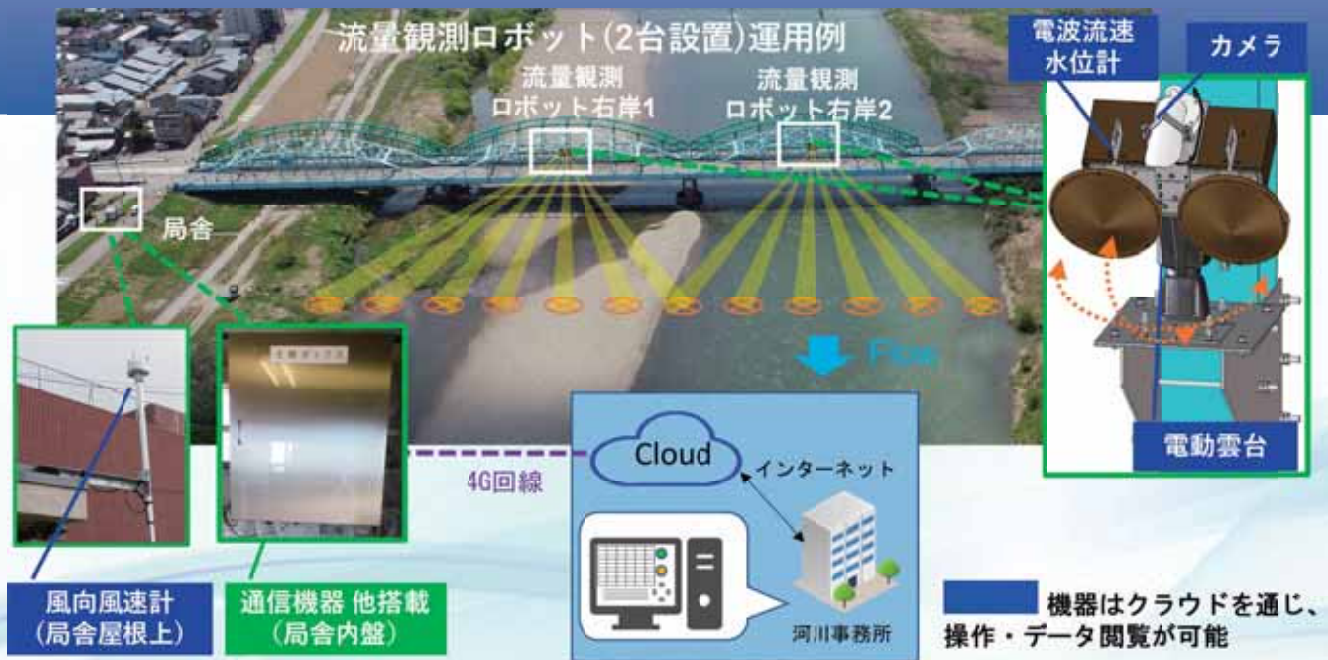 流量観測ロボット(2台設置)運用例
流量観測
ロボット右岸1
流量観測
ロボット右岸2
電波流速
水位計
カメラ
局舎
Flow
電動雲台
Cloud
インターネット
4G回線
河川事務所
風向風速計
(局舎屋根上)
通信機器 他搭載
(局舎内盤)
機器はクラウドを通じ、
操作・データ閲覧が可能